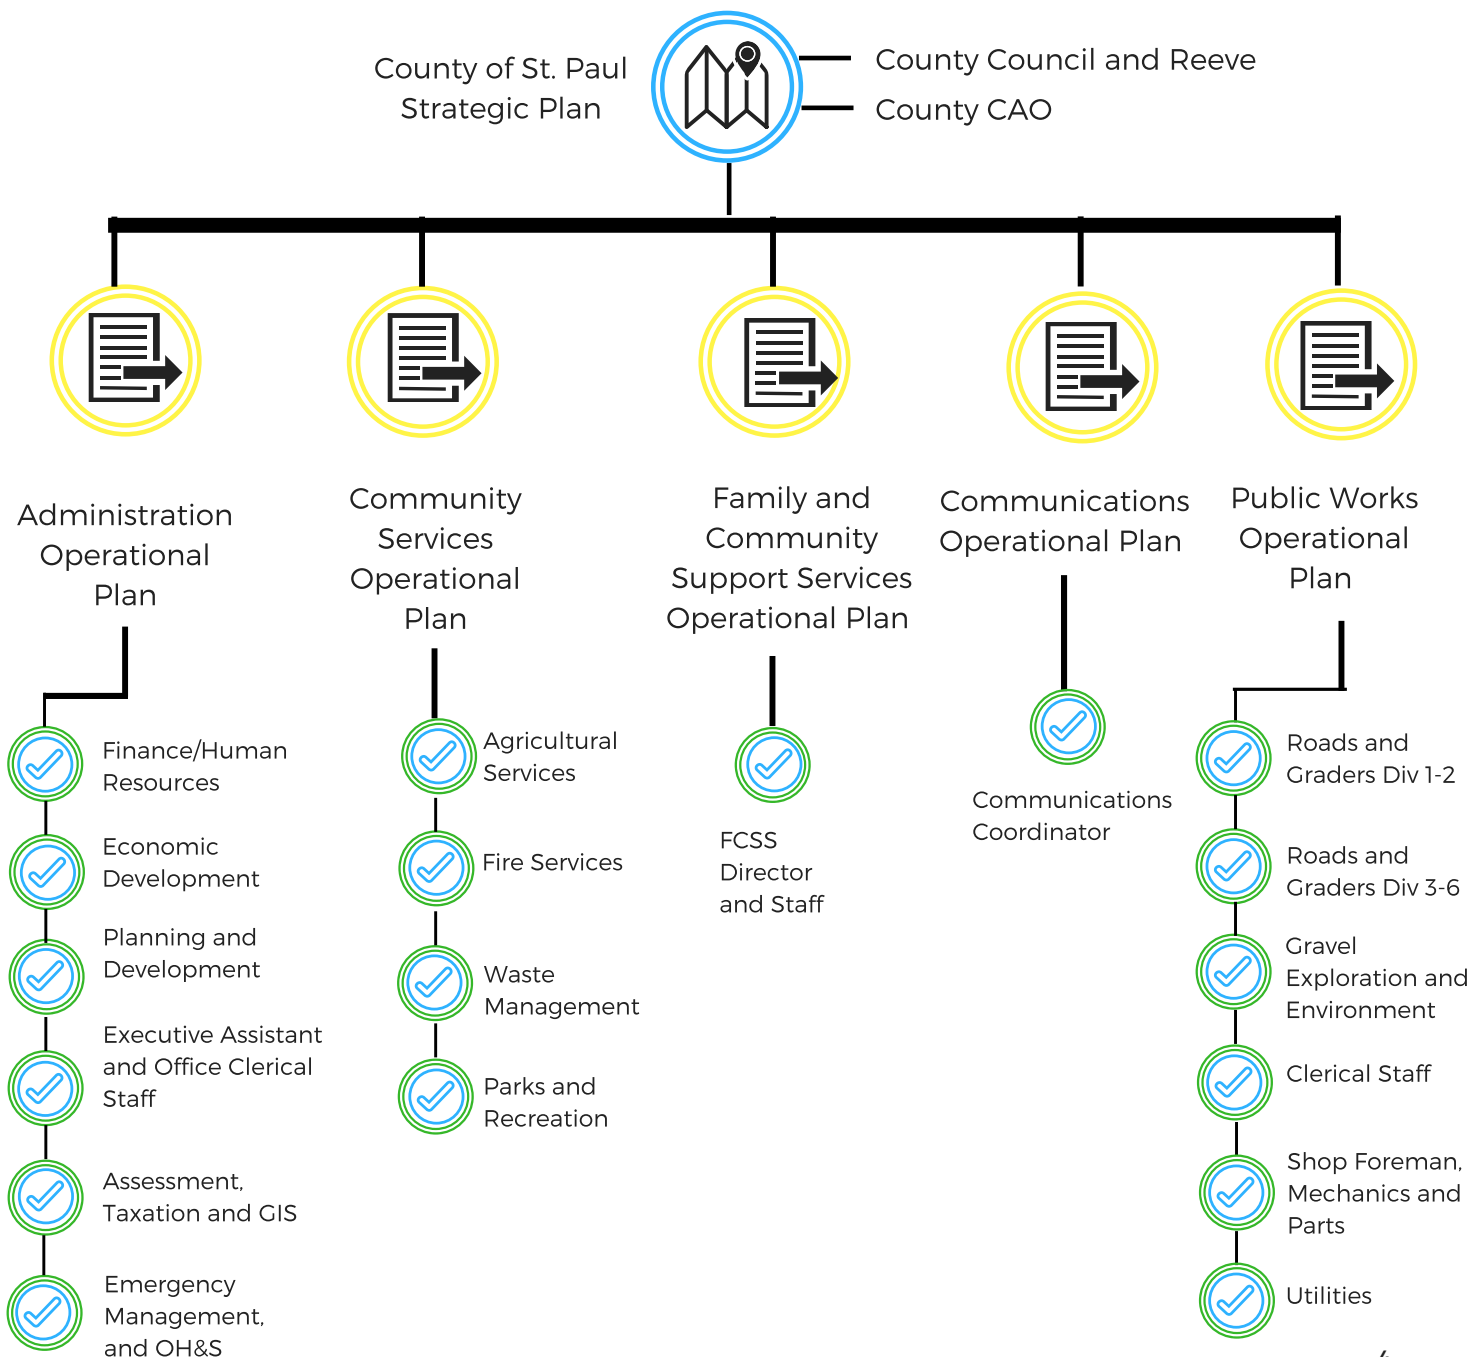 County of St. Paul
Strategic Plan
County Council and Reeve
County CAO
Administration
Operational
Plan
Community
Services
Operational
Plan
Family and
Community
Support Services
Operational Plan
Communications
Operational Plan
Public Works
Operational
Plan
Finance/Human
Resources
Economic
Development
Planning and
Development
Executive Assistant
and Office Clerical
Staff
Assessment,
Taxation and GIS
Emergency
Management,
and OH&S
Agricultural
Services
Fire Services
Waste
Management
Parks and
Recreation
FCSS
Director
and Staff
Communications
Coordinator
Roads and
Graders Div 1-2
Roads and
Graders Div 3-6
Gravel
Exploration and
Environment
Clerical Staff
Shop Foreman,
Mechanics and
Parts
Utilities